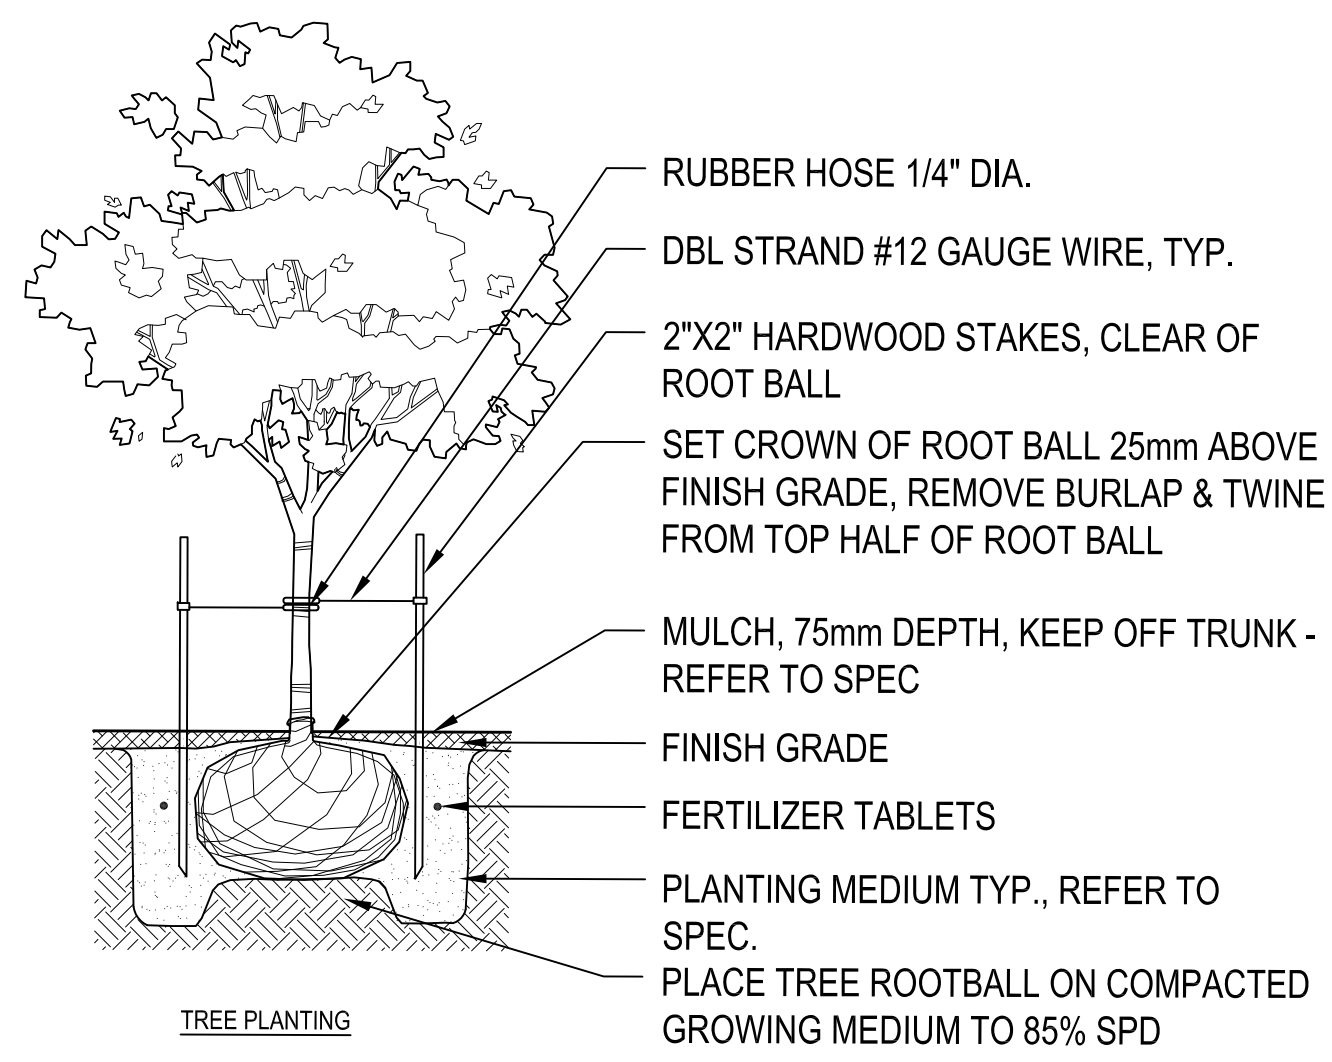 RUBBER HOSE 1/4" DIA.
DBL STRAND #12 GAUGE WIRE, TYP.
2"X2" HARDWOOD STAKES, CLEAR OF
ROOT BALL
SET CROWN OF ROOT BALL 25mm ABOVE
FINISH GRADE, REMOVE BURLAP & TWINE
FROM TOP HALF OF ROOT BALL
MULCH, 75mm DEPTH, KEEP OFF TRUNK -
REFER TO SPEC
FINISH GRADE
FERTILIZER TABLETS
PLANTING MEDIUM TYP., REFER TO
SPEC.
PLACE TREE ROOTBALL ON COMPACTED
GROWING MEDIUM TO 85% SPD
TREE PLANTING